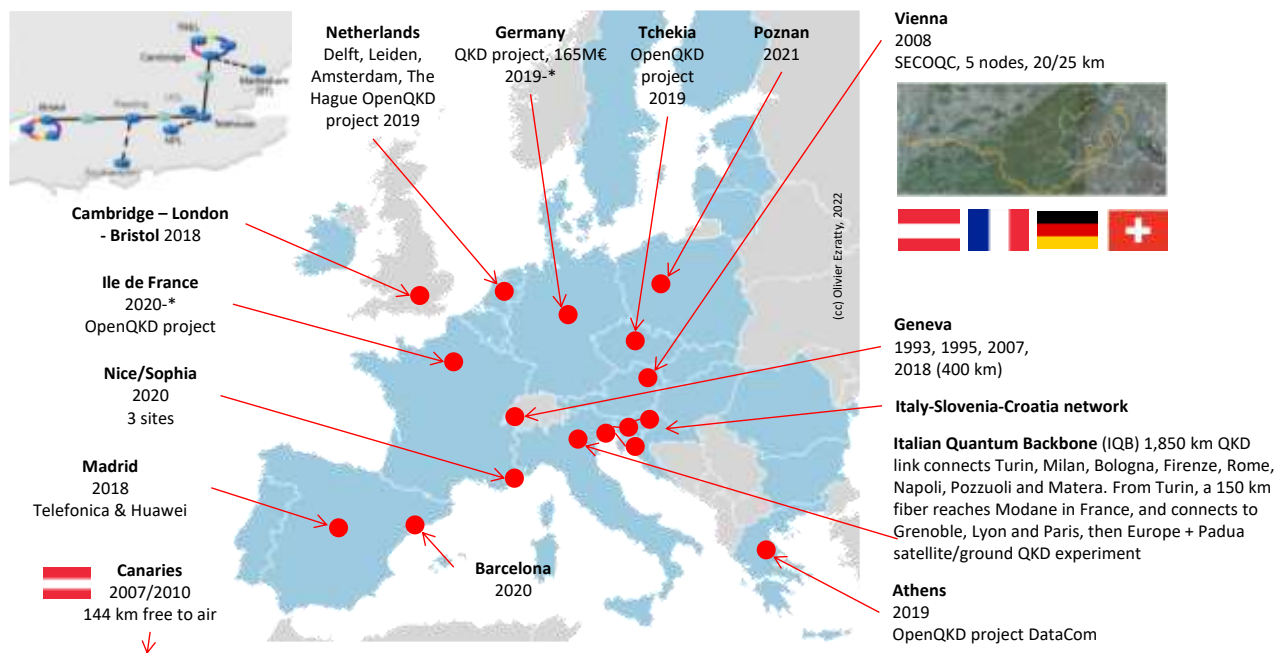 Netherlands
Delft, Leiden,
Amsterdam, The
Hague OpenQKD
project 2019
Germany
QKD project, 165M€
2019-*
Tchekia
OpenQKD
project
2019
Poznan
2021
Vienna
2008
SECOQC, 5 nodes, 20/25 km
Cambridge
Bristol
Cambridge – London
- Bristol 2018
Ile de France
2020-*
OpenQKD project
Nice/Sophia
2020
3 sites
Madrid
2018
Telefonica & Huawei
Canaries
2007/2010
144 km free to air
Barcelona
2020
(cc) Olivier Ezratty, 2022
Geneva
1993, 1995, 2007,
2018 (400 km)
Italy-Slovenia-Croatia network
Italian Quantum Backbone (IQB) 1,850 km QKD
link connects Turin, Milan, Bologna, Firenze, Rome,
Napoli, Pozzuoli and Matera. From Turin, a 150 km
fiber reaches Modane in France, and connects to
Grenoble, Lyon and Paris, then Europe + Padua
satellite/ground QKD experiment
Athens
2019
OpenQKD project DataCom